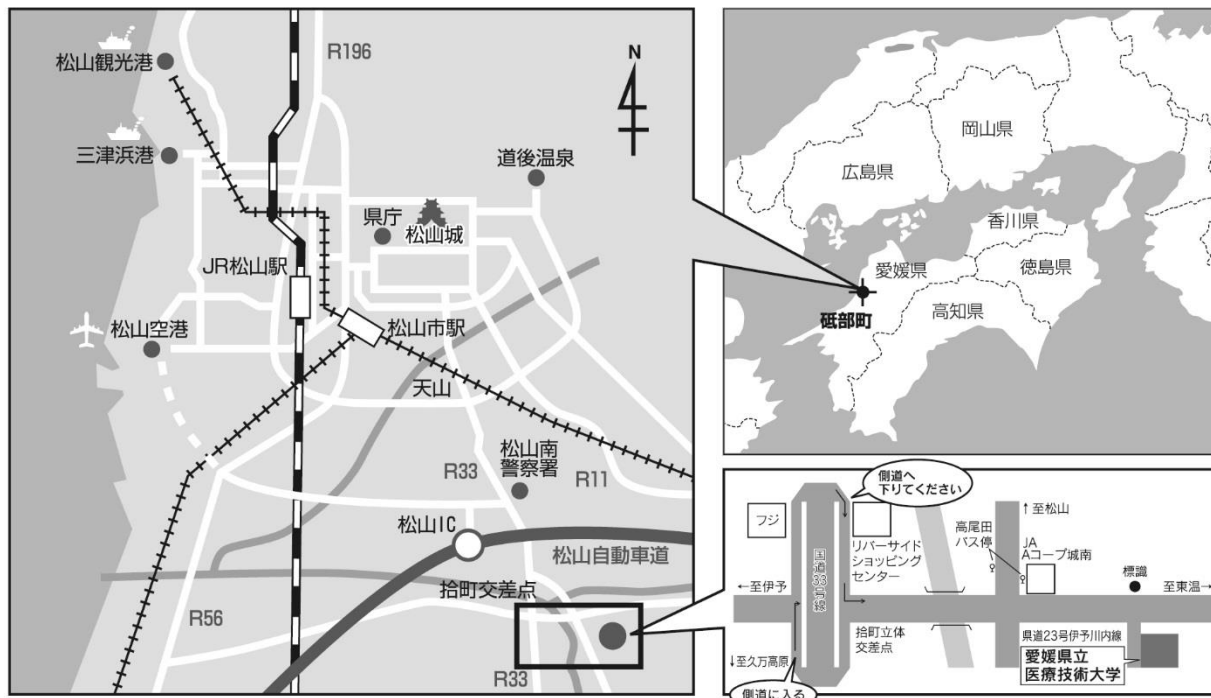 松山観光港
R196
N
三津浜港
道後温泉
県庁
松山城
JR松山駅
松山空港
松山市駅
天山
松山南
警察署
R33
R11
松山IC
松山自動車道
拾町交差点
R56
R33
岡山県
広島県
香川県
愛媛県
徳島県
高知県
砥部町
側道へ
下りてください
フジ
国道33号線
リバーサイド
ショッピング
センター
↑至松山
高尾田
バス停
JA
Aコープ城南
標識
←至伊予
至東温→
拾町立体
交差点
県道23号伊予川内線
↓至久万高原
愛媛県立
医療技術大学
側道に入る